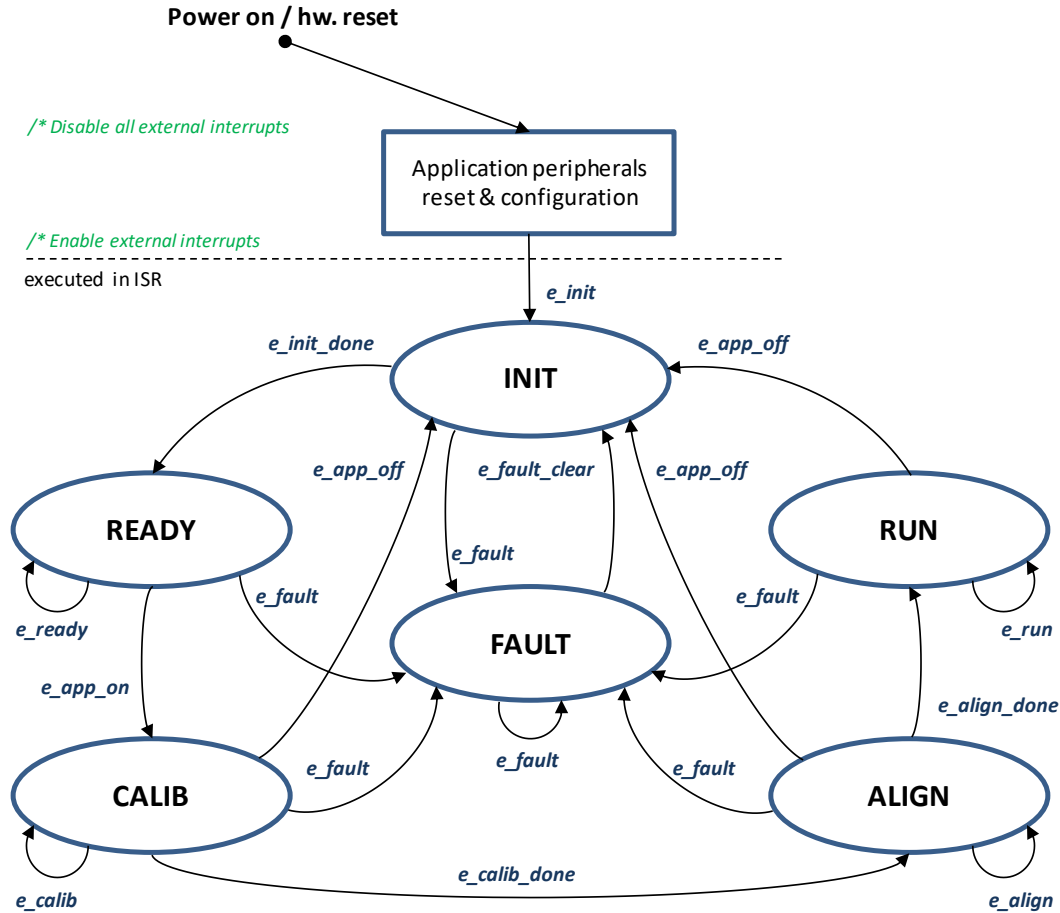 Power on / hw. reset
/* Disable all external interrupts
Application peripherals
reset & configuration
/* Enable external interrupts
executed in ISR
e_init
e_init_done
e_app_off
INIT
e_app_off
e_fault_clear
e_app_off
READY
RUN
e_fault
e_fault
e_fault
e_ready
e_run
FAULT
e_app_on
e_align_done
e_fault
e_fault
e_fault
CALIB
ALIGN
e_calib_done
e_calib
e_align